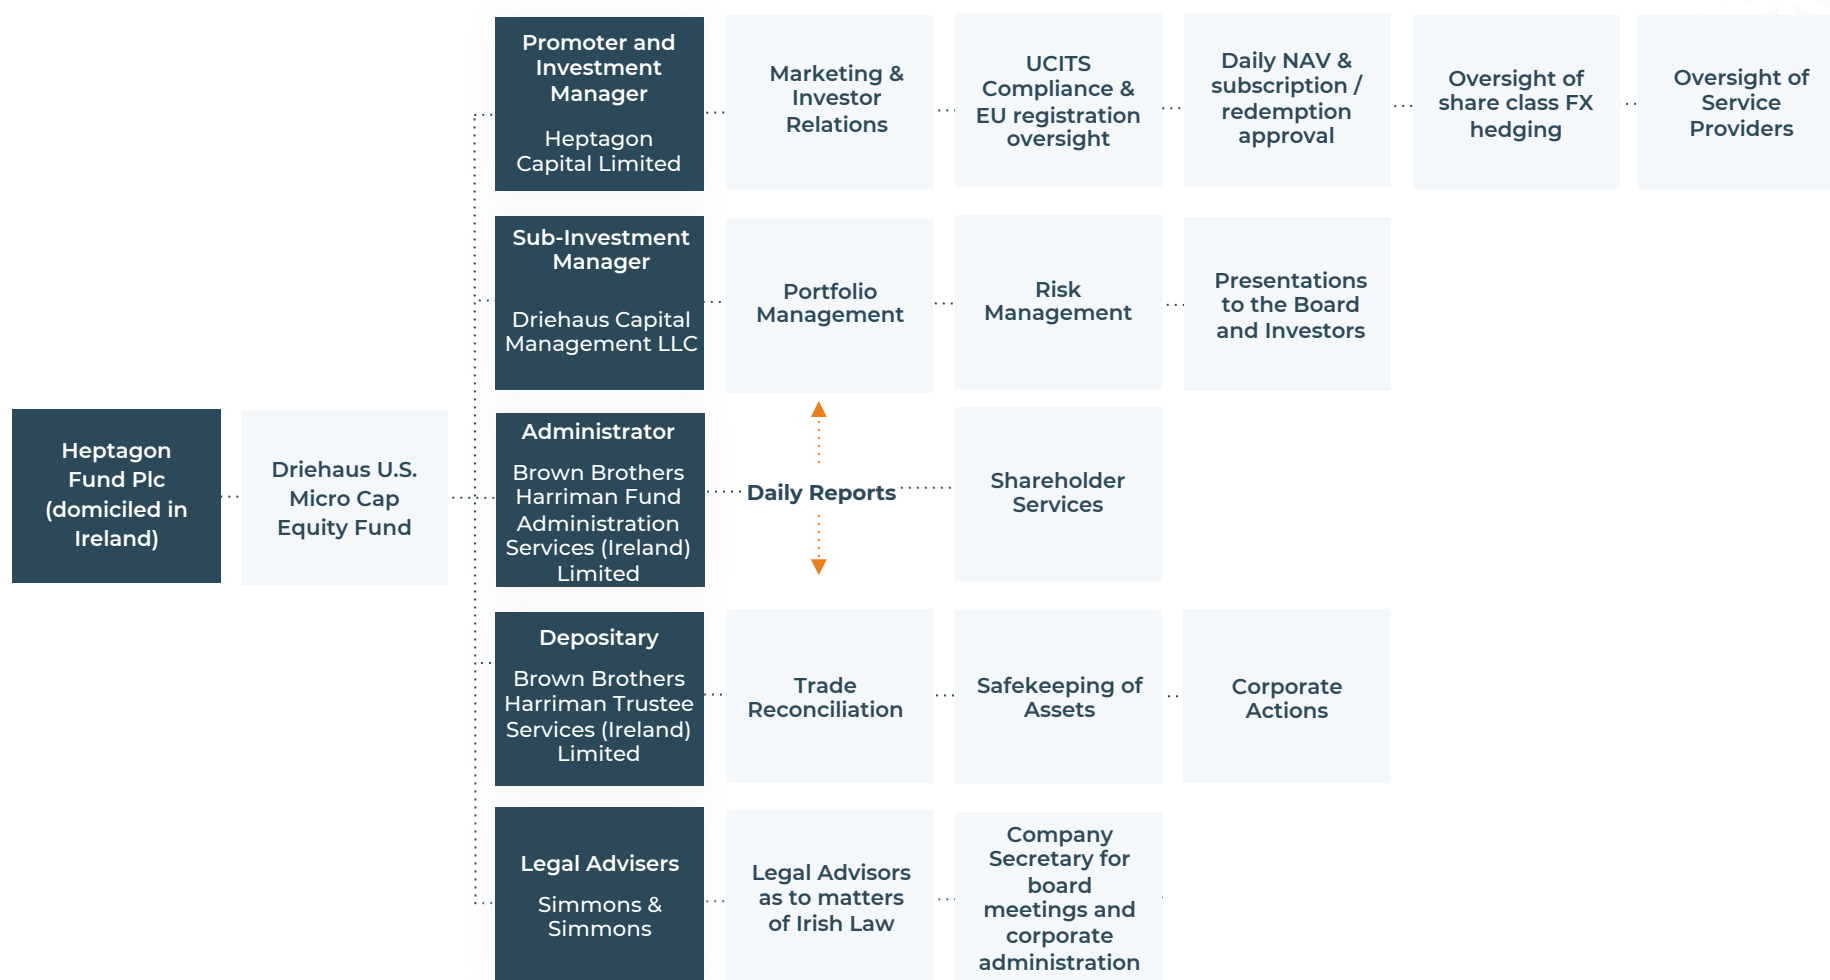 Heptagon
Fund Plc
(domiciled in
Ireland)
Driehaus U.S.
Micro Cap
Equity Fund
Promoter and
Investment
Manager
Heptagon
Capital Limited
Marketing &
Investor
Relations
UCITS
Compliance &
EU registration
oversight
Daily NAV &
subscription /
redemption
approval
Oversight of
share class FX
hedging
Oversight of
Service
Providers
Sub-Investment
Manager
Driehaus Capital
Management LLC
Portfolio
Management
Risk
Management
Presentations
to the Board
and Investors
Administrator
Brown Brothers
Harriman Fund
Administration
Services (Ireland)
Limited
Daily Reports
Shareholder
Services
Depositary
Brown Brothers
Harriman Trustee
Services (Ireland)
Limited
Trade
Reconciliation
Safekeeping of
Assets
Corporate
Actions
Legal Advisers
Simmons &
Simmons
Legal Advisors
as to matters
of Irish Law
Company
Secretary for
board
meetings and
corporate
administration